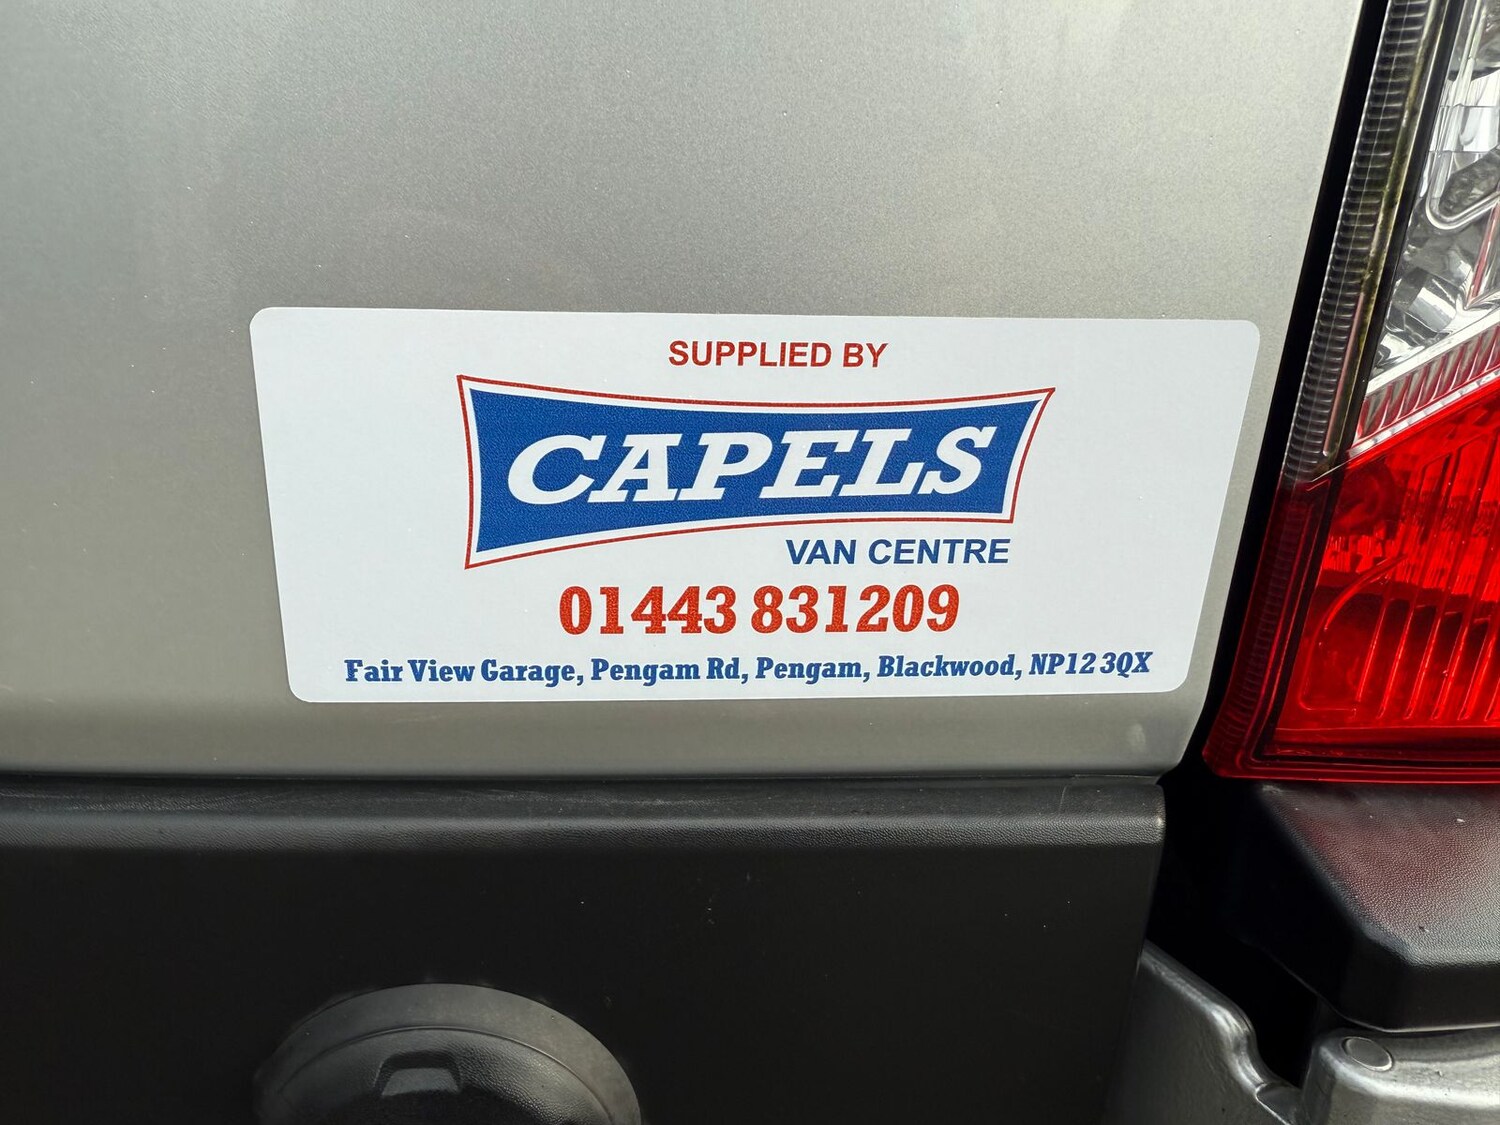 SUPPLIED BY
CAPELS
VAN CENTRE
01443 831209
Fair View Garage, Pengam Rd, Pengam, Blackwood, NP12 3QX